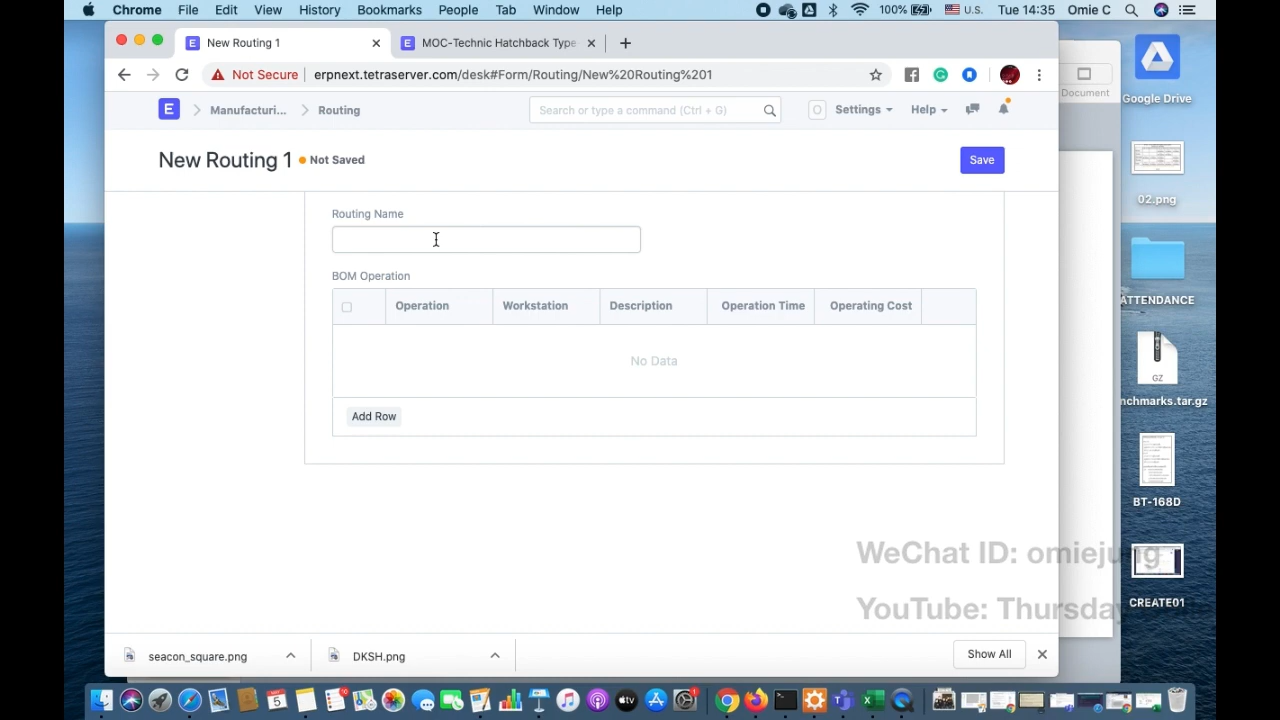 Chrome File Edit View History Bookmarks People Tab Window Help 100% U.S. Tue 14:35 Omie C
New Routing 1
MOC-Technic Hatchback Type
Not Secure erpnext.tetraserver.com/desk#Form/Routing/New%20Routing%201
Document
Google Drive
E Manufacturi... Routing
Search or type a command (Ctrl + G)
O Settings Help
New Routing 1 Not Saved
Save
02.png
Routing Name
BOM Operation
Operation Workstation Description Operation Time Operating Cost
No Data
Add Row
ATTENDANCE
GZ
nchmarks.tar.gz
BT-168D
WeChat ID: omiejung
YouTube: Thursday
CREATE01
seacon_square.png
DKSH.png
Show All